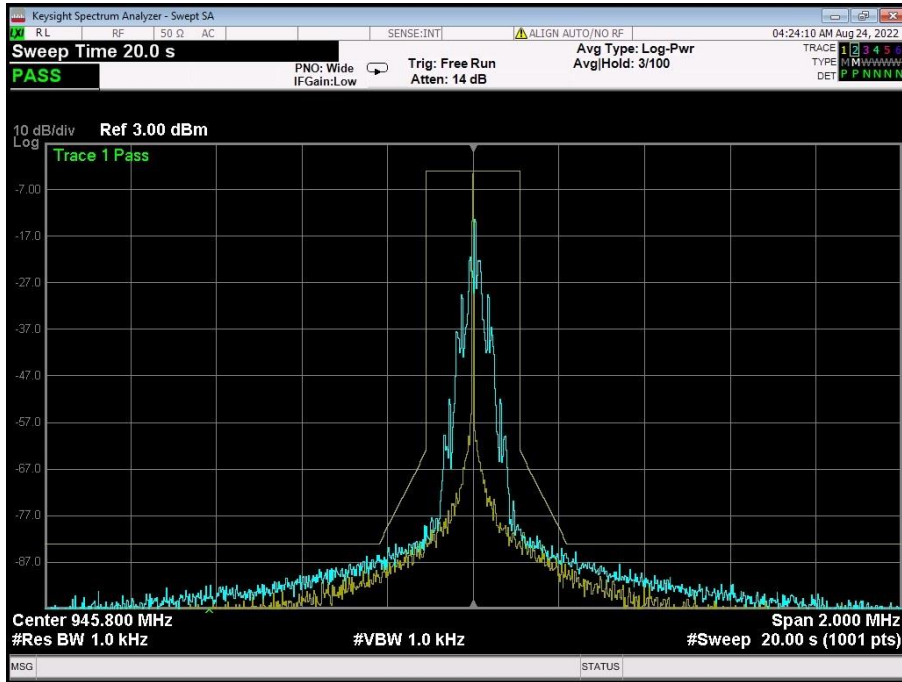 Keysight Spectrum Analyzer - Swept SA
LXI RL RF 50 Ω AC SENSE:INT ALIGN AUTO/NO RF 04:24:10 AM Aug 24, 2022
Sweep Time 20.0 s
PASS
PNO: Wide
IFGain:Low
Trig: Free Run
Atten: 14 dB
Avg Type: Log-Pwr
Avg|Hold: 3/100
TRACE 1 2 3 4 5 6
TYPE M M W W W W
DET P P N N N N
10 dB/div Ref 3.00 dBm
Log
Trace 1 Pass
-7.00
-17.0
-27.0
-37.0
-47.0
-57.0
-67.0
-77.0
-87.0
Center 945.800 MHz Span 2.000 MHz
#Res BW 1.0 kHz #VBW 1.0 kHz #Sweep 20.00 s (1001 pts)
MSG STATUS